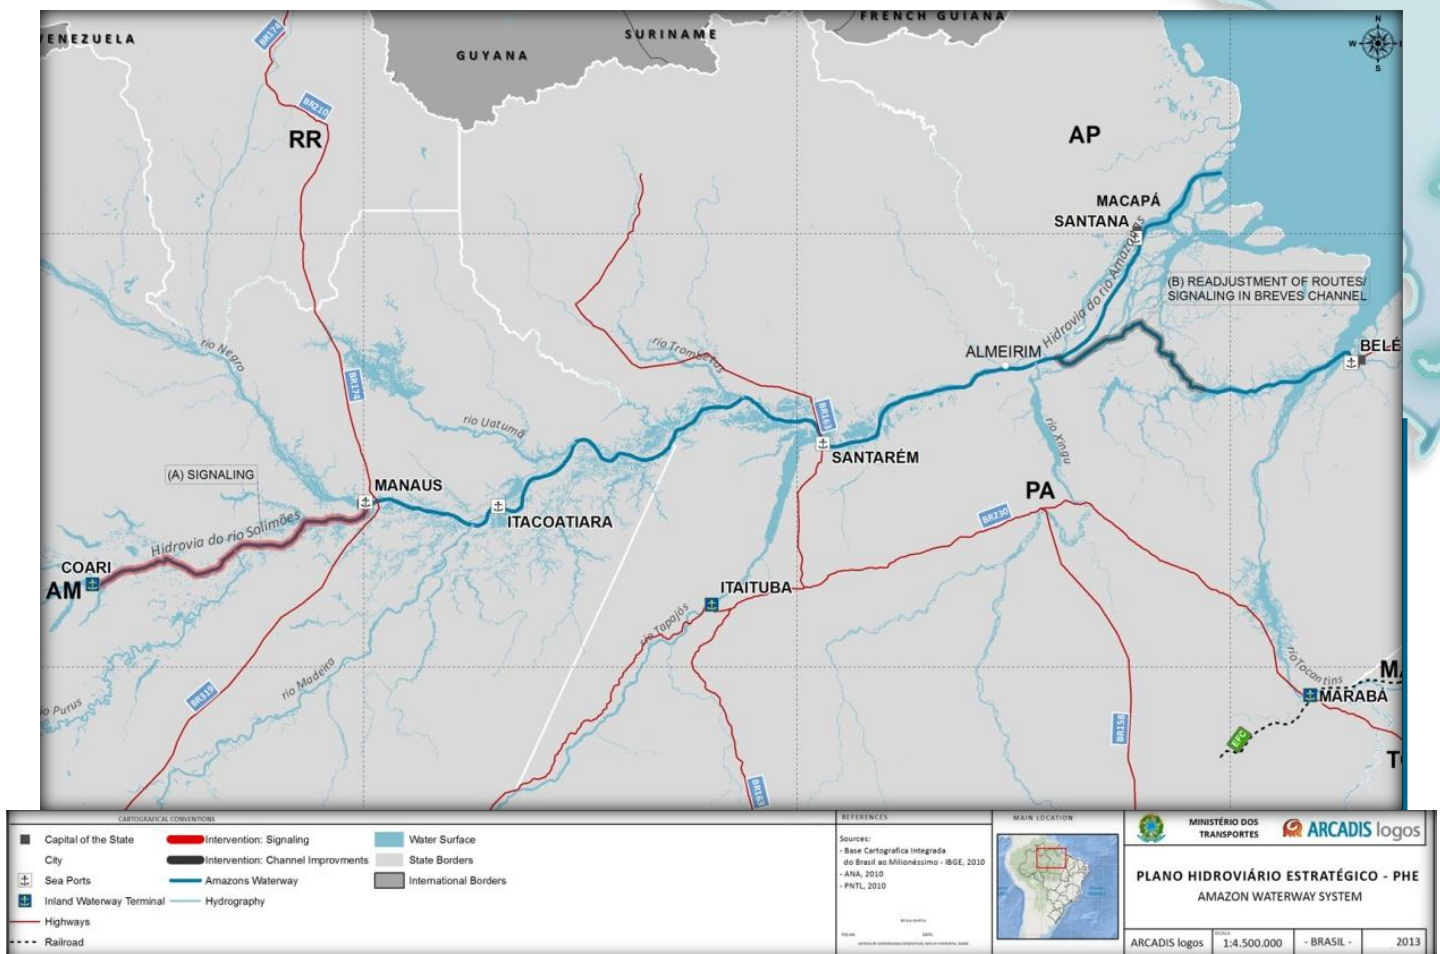 VENEZUELA
GUYANA
SURINAME
FRENCH GUIANA
N
W
S
BR174
BR210
RR
AP
MACAPÁ
SANTANA
Hidrovia do rio Amazonas
(B) READJUSTMENT OF ROUTES/
SIGNALING IN BREVES CHANNEL
rio Negro
rio Trombetas
ALMEIRIM
BELÉ
BR174
BR163
rio Uatumã
rio Xingu
SANTARÉM
(A) SIGNALING
MANAUS
PA
Hidrovia do rio Solimões
ITACOATIARA
BR230
COARI
AM
ITAITUBA
rio Tapajós
rio Madeira
rio Tocantins
MA
BR319
MARABÁ
io Purus
BR158
EFC
TO
BR163
CARTOGRAFICAL CONVENTIONS
Capital of the State
City
Sea Ports
Inland Waterway Terminal
Highways
Railroad
Intervention: Signaling
Intervention: Channel Improvments
Amazons Waterway
Hydrography
Water Surface
State Borders
International Borders
REFERENCES
Sources:
- Base Cartografica Integrada
do Brasil ao Milionéssimo - IBGE, 2010
- ANA, 2010
- PNTL, 2010
MAIN LOCATION
MINISTÉRIO DOS
TRANSPORTES
ARCADIS logos
PLANO HIDROVIÁRIO ESTRATÉGICO - PHE
AMAZON WATERWAY SYSTEM
ARCADIS logos
1:4.500.000
- BRASIL -
2013